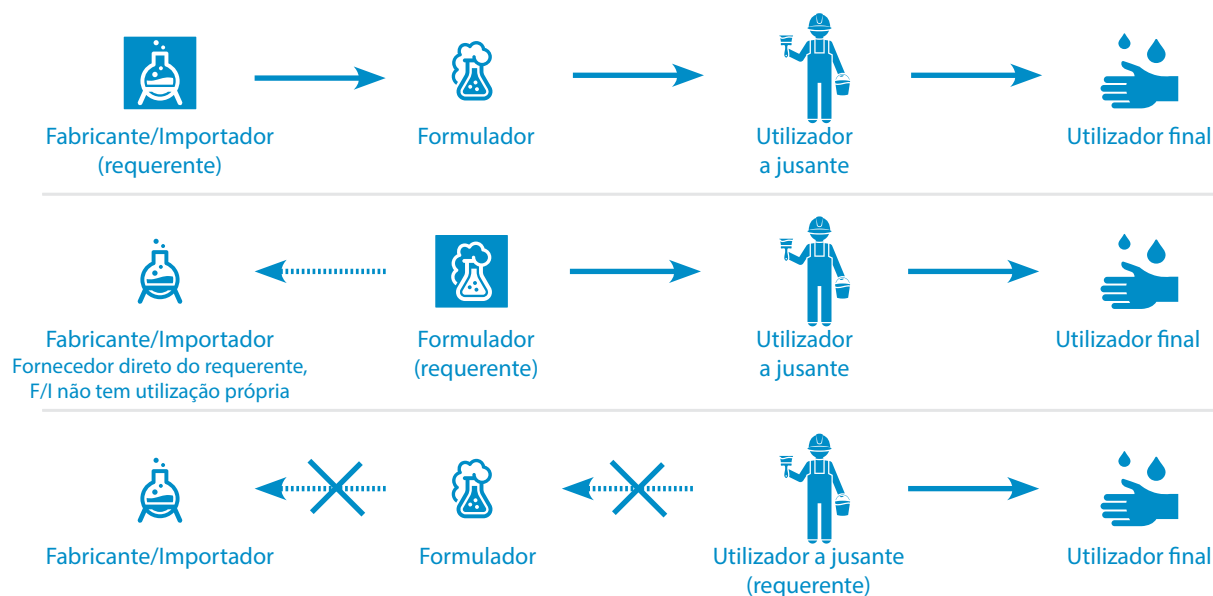 Fabricante/Importador
(requerente)
Formulador
Utilizador
a jusante
Utilizador final
Fabricante/Importador
Fornecedor direto do requerente,
F/I não tem utilização própria
Formulador
(requerente)
Utilizador
a jusante
Utilizador final
Fabricante/Importador
Formulador
Utilizador a jusante
(requerente)
Utilizador final